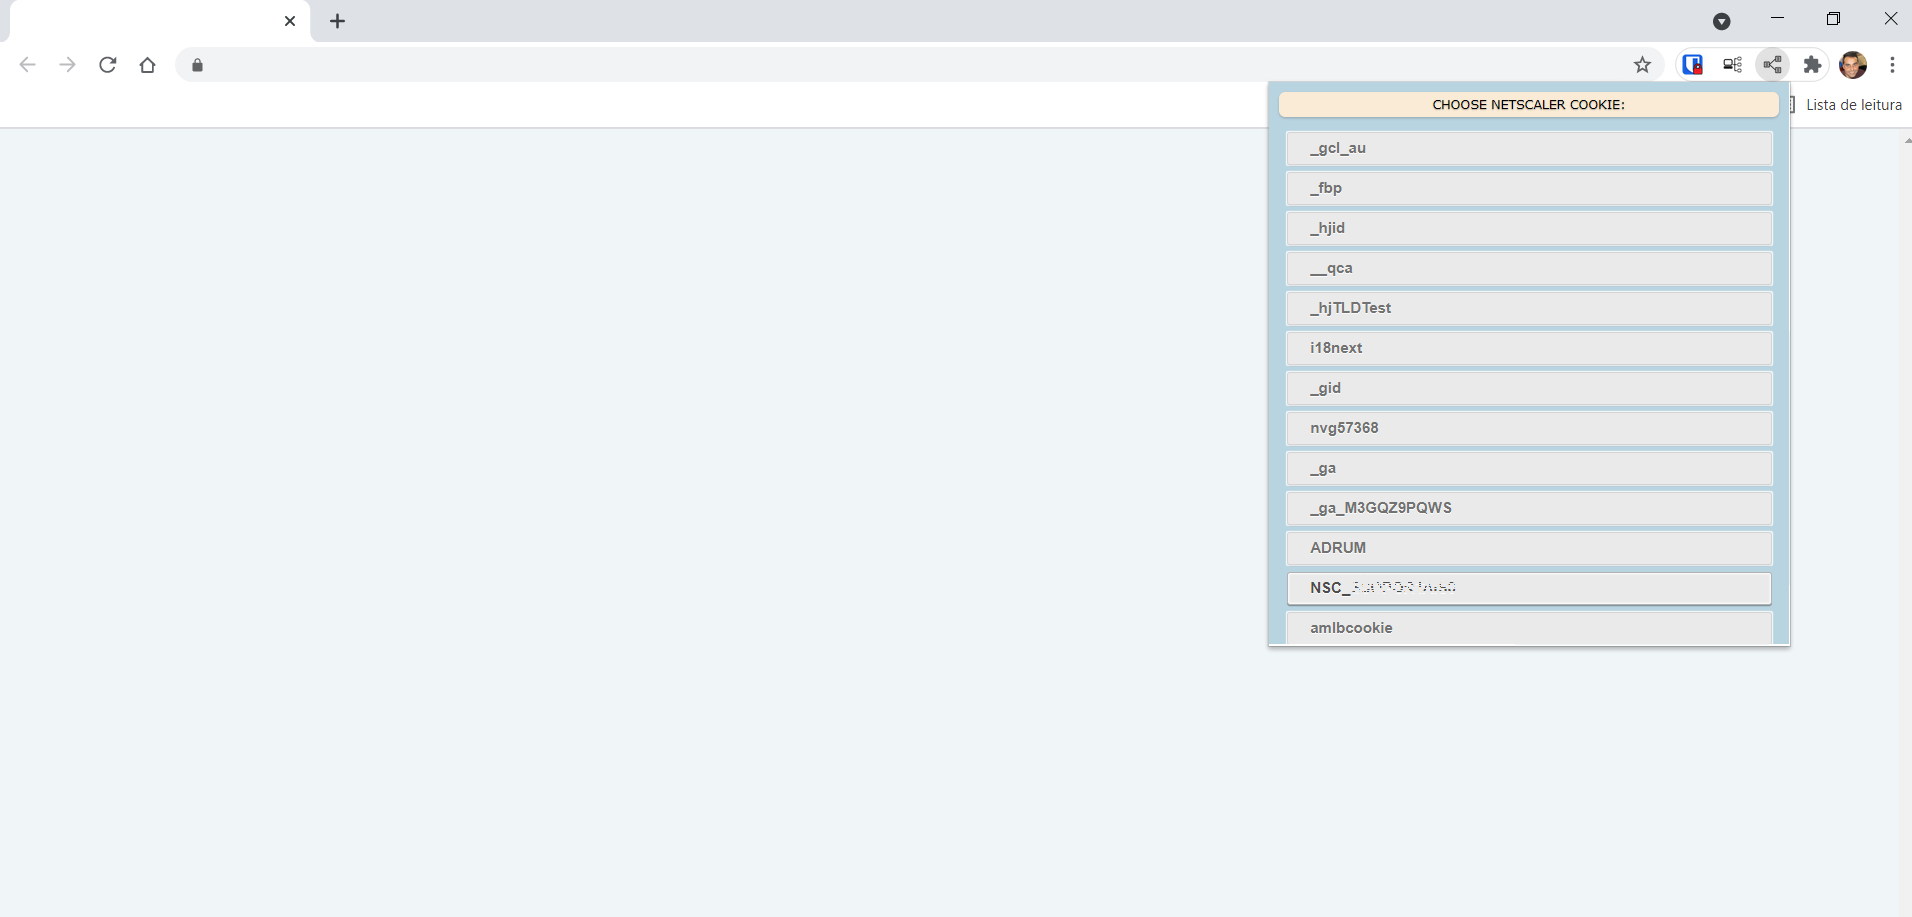 Lista de leitura
CHOOSE NETSCALER COOKIE:
_gcl_au
_fbp
_hjid
__qca
_hjTLDTest
i18next
_gid
nvg57368
_ga
_ga_M3GQZ9PQWS
ADRUM
NSC_
amlbcookie